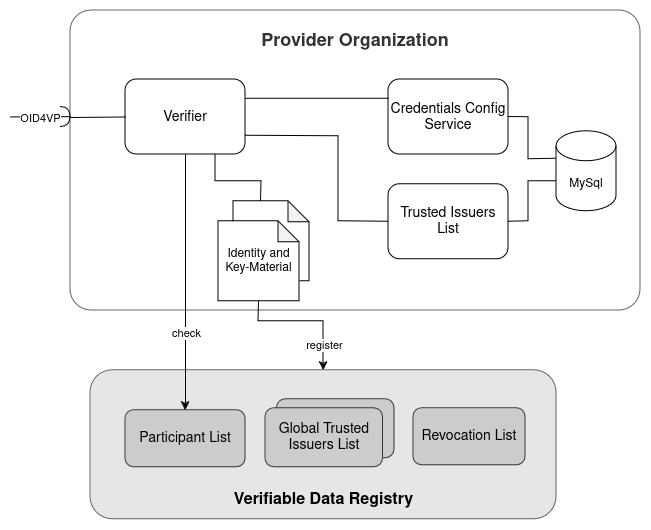 Provider Organization
OID4VP
Verifier
Credentials Config
Service
MySql
Trusted Issuers
List
Identity and
Key-Material
check
register
Participant List
Global Trusted
Issuers List
Revocation List
Verifiable Data Registry